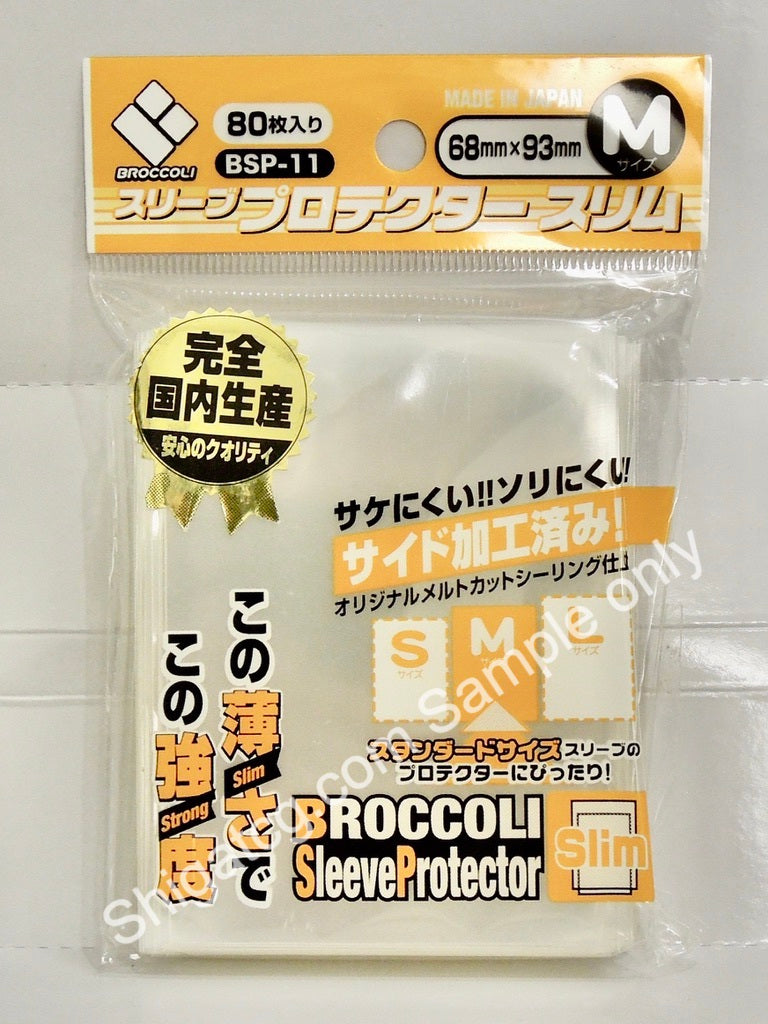 BROCCOLI
80枚入り
BSP-11
MADE IN JAPAN
68mm×93mm
M
サイズ
スリーブプロテクタースリム
完全
国内生産
安心のクオリティ
サケにくい!!ソリにくい!
サイド加工済み!
オリジナルメルトカットシーリング仕
S
サイズ
M
サイズ
L
サイズ
スタンダードサイズスリーブの
プロテクターにぴったり!
この薄さで
Slim
この強度
Strong
BROCCOLI
SleeveProtector
Slim
Shigatcg.com Sample only